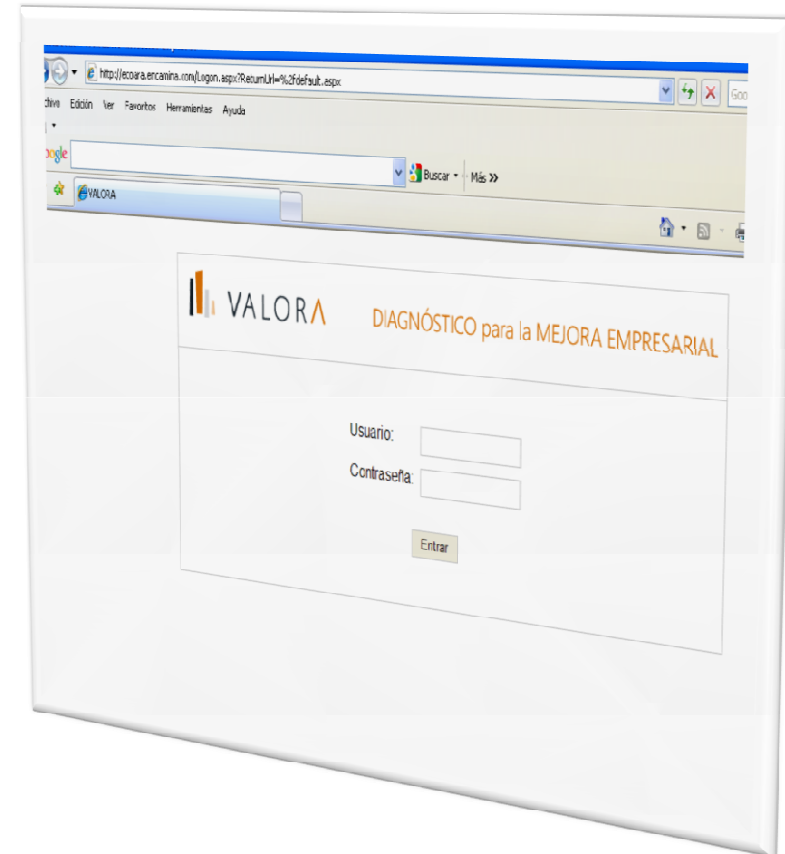 http://ecoara.encamina.com/Logon.aspx?ReturnUrl=%2fdefault.aspx
Edición Ver Favoritos Herramientas Ayuda
Buscar Más »
VALORA
VALORA DIAGNÓSTICO para la MEJORA EMPRESARIAL
Usuario:
Contraseña:
Entrar